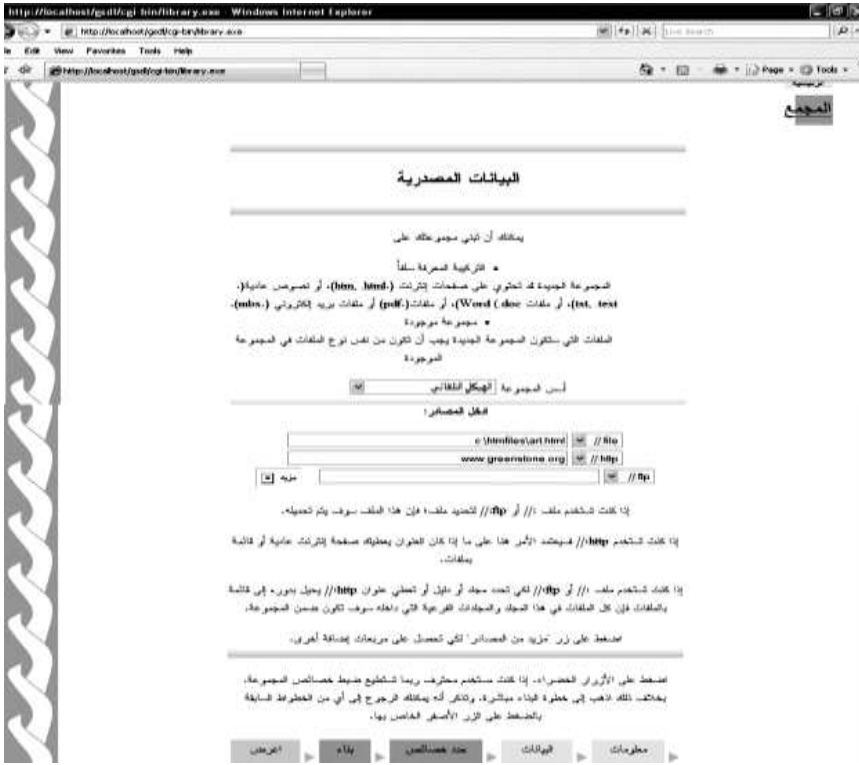 http://localhost/gsdl/cgi-bin/library.exe - Windows Internet Explorer
http://localhost/gsdl/cgi-bin/library.exe
Live Search
Edit View Favorites Tools Help
http://localhost/gsdl/cgi-bin/library.exe
Page Tools
الرئيسية
المجمع
البيانات المصدرية
يمكنك أن تبني مجموعتك على
• التركيبة المعرفة سلفاً
المجموعة الجديدة قد تحتوي على صفحات إنترنت (.htm, .html)، أو نصوص عادية(.
txt, .text)، أو ملفات Word (.doc)، أو ملفات(.pdf) أو ملفات بريد إلكتروني (.mbx)،
• مجموعة موجودة
الملفات التي ستكون المجموعة الجديدة يجب أن تكون من نفس نوع الملفات في المجموعة
الموجودة
أسس المجموعة الهيكل التلقائي
ادخل المصادر:
file // c:\htmfiles\art.html
http // www.greenstone.org
ftp // مزيد
إذا كنت تستخدم ملف :// أو ftp:// لتحديد ملف؛ فإن هذا الملف سوف يتم تحميله.
إذا كنت تستخدم http:// فسيعتمد الأمر هنا على ما إذا كان العنوان يعطيك صفحة إنترنت عادية أو قائمة
بملفات.
إذا كنت تستخدم ملف :// أو ftp:// لكي تحدد مجلد أو دليل أو تعطي عنوان http:// يحيل بدوره إلى قائمة
بالملفات فإن كل الملفات في هذا المجلد والمجلدات الفرعية التي داخله سوف تكون ضمن المجموعة.
اضغط على زر "مزيد من المصادر" لكي تحصل على مربعات إضافة أخرى.
اضغط على الأزرار الخضراء. إذا كنت مستخدم محترف ربما تستطيع ضبط خصائص المجموعة.
بخلاف ذلك اذهب إلى خطوة البناء مباشرة. وتذكر أنه يمكنك الرجوع إلى أي من الخطوط السابقة
بالضغط على الزر الأصفر الخاص بها.
معلومات البيانات حدد خصائص بناء اعرض